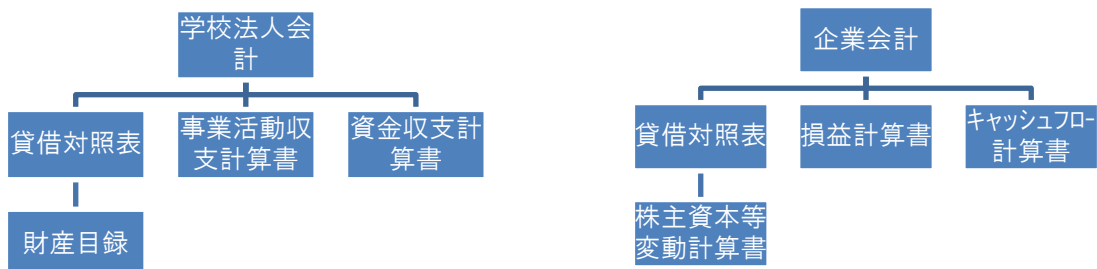 学校法人会
計
貸借対照表
事業活動収
支計算書
資金収支計
算書
財産目録
企業会計
貸借対照表
損益計算書
キャッシュフロー
計算書
株主資本等
変動計算書